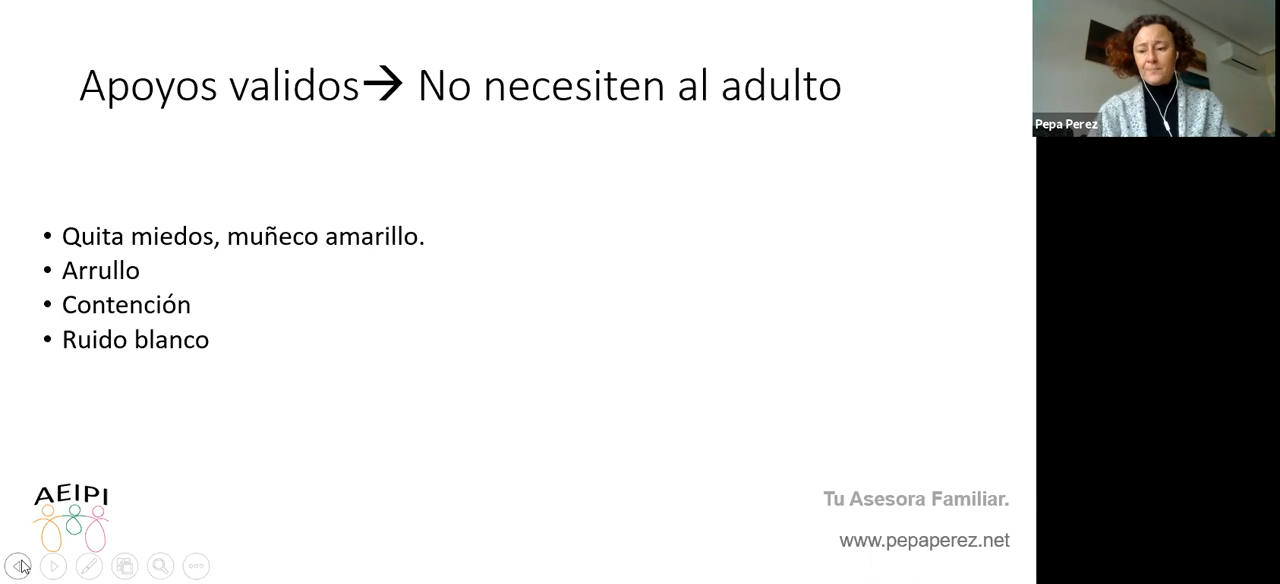 Apoyos validos→ No necesiten al adulto
Pepa Perez
• Quita miedos, muñeco amarillo.
• Arrullo
• Contención
• Ruido blanco
AEIPI
Tu Asesora Familiar.
www.pepaperez.net